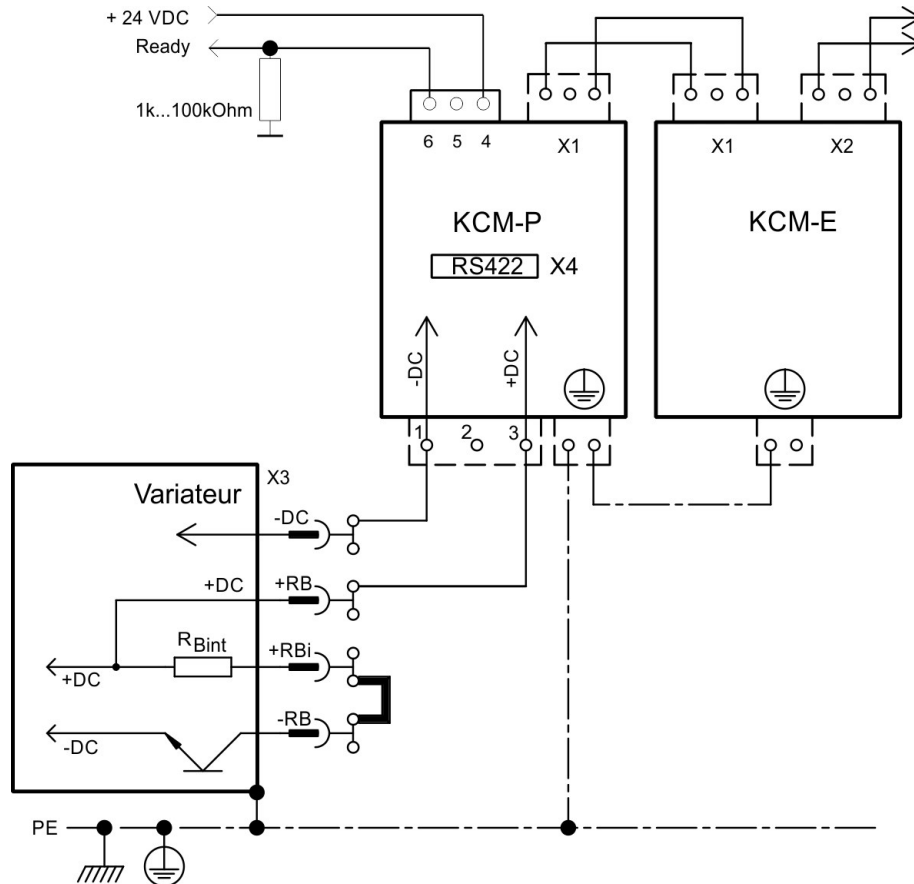 + 24 VDC
Ready
1k...100kOhm
6 5 4
X1
X1
X2
KCM-P
KCM-E
RS422 X4
-DC
+DC
1 2 3
X3
Variateur
-DC
+DC
+RB
RBint
+RBi
+DC
-RB
-DC
PE